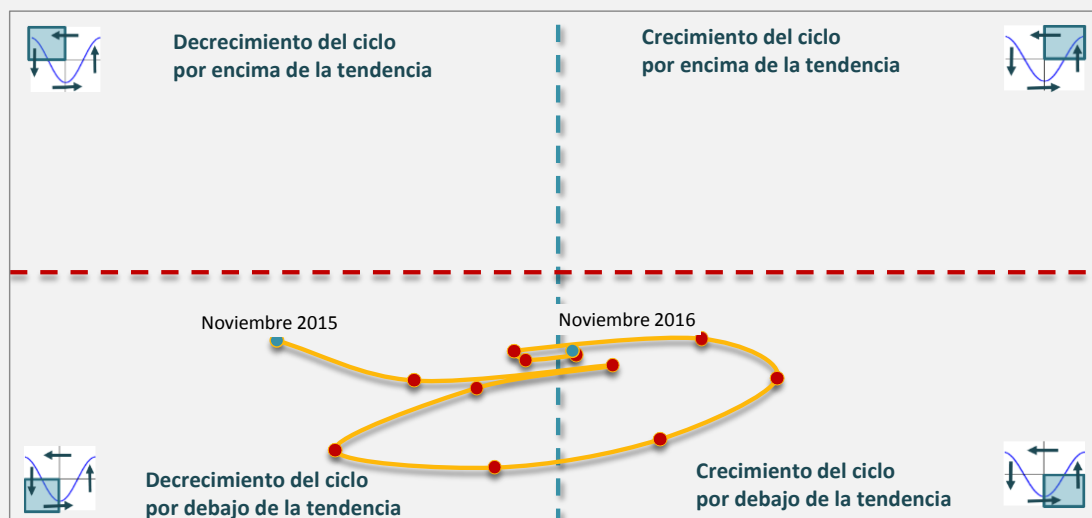 Decrecimiento del ciclo
por encima de la tendencia
Crecimiento del ciclo
por encima de la tendencia
Noviembre 2015
Noviembre 2016
Decrecimiento del ciclo
por debajo de la tendencia
Crecimiento del ciclo
por debajo de la tendencia